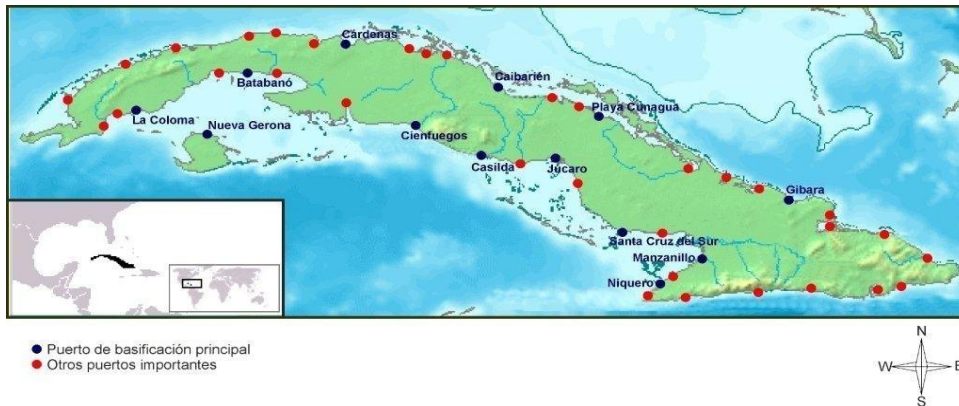 Cárdenas
Caibarién
Batabanó
Playa Cunagua
La Coloma
Nueva Gerona
Cienfuegos
Casilda
Júcaro
Gibara
Santa Cruz del Sur
Manzanillo
Niquero
Puerto de basificación principal
Otros puertos importantes
N
W
E
S